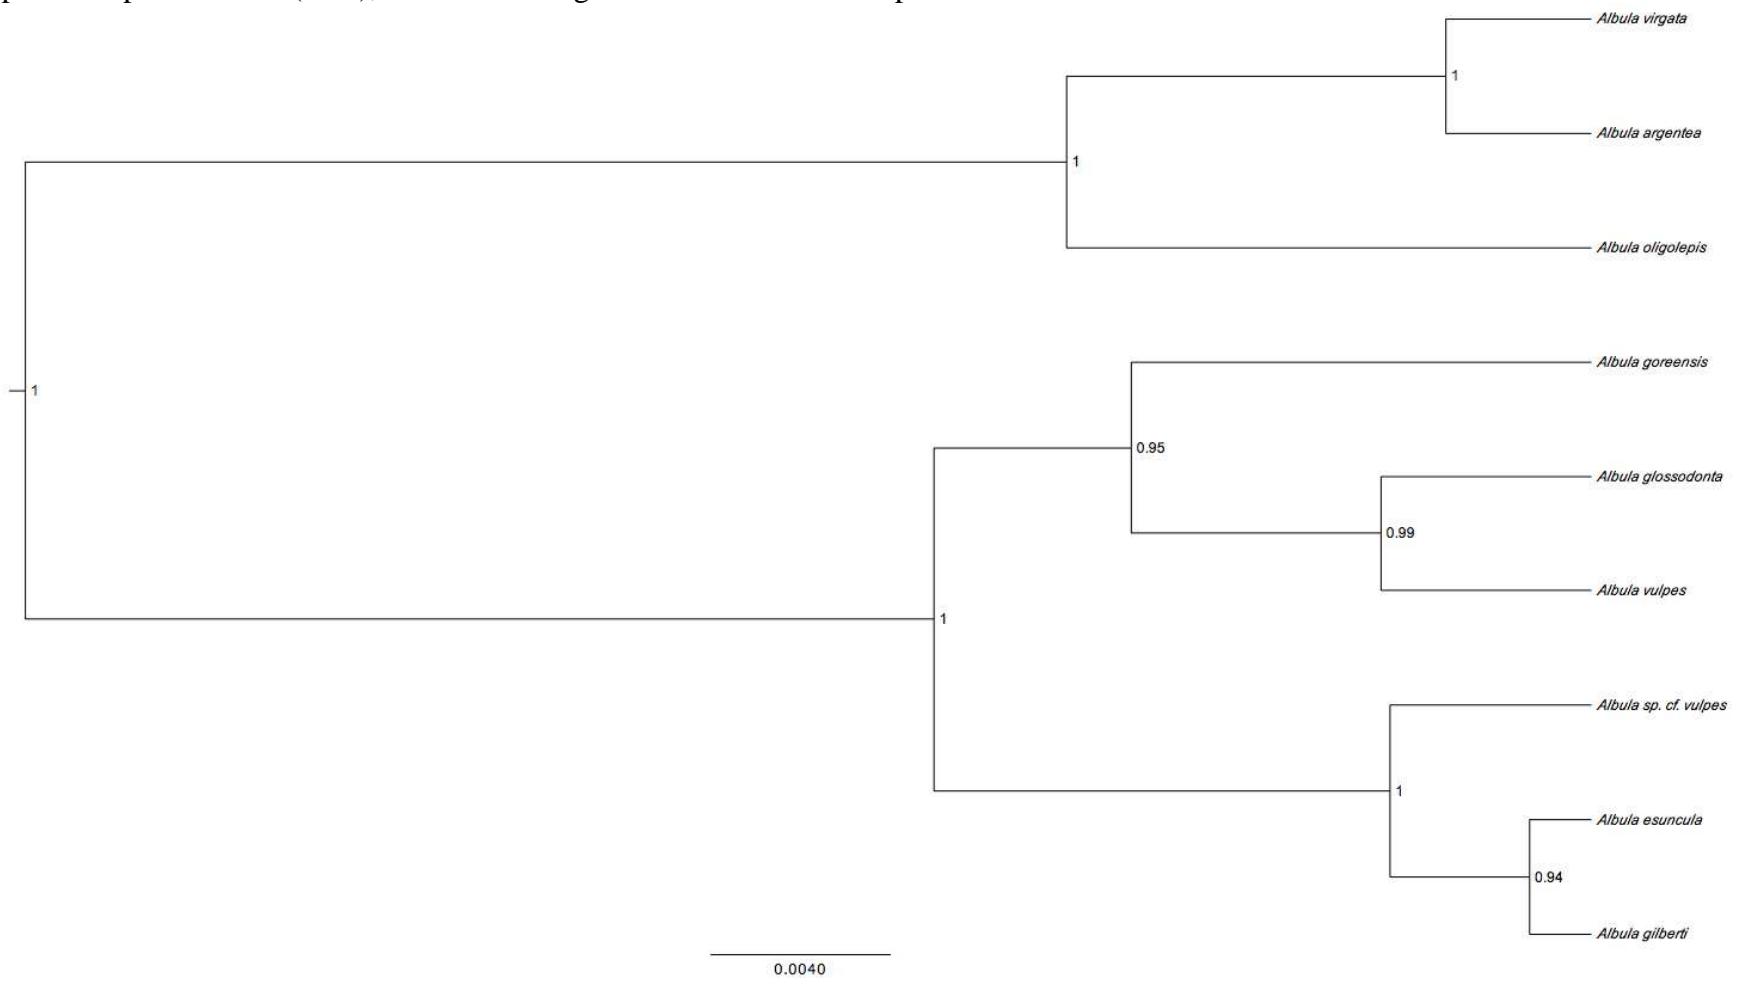 Albula virgata
1
Albula argentea
1
Albula oligolepis
Albula goreensis
1
0.95
Albula glossodonta
0.99
Albula vulpes
1
Albula sp. cf. vulpes
1
Albula esuncula
0.94
Albula gilberti
0.0040